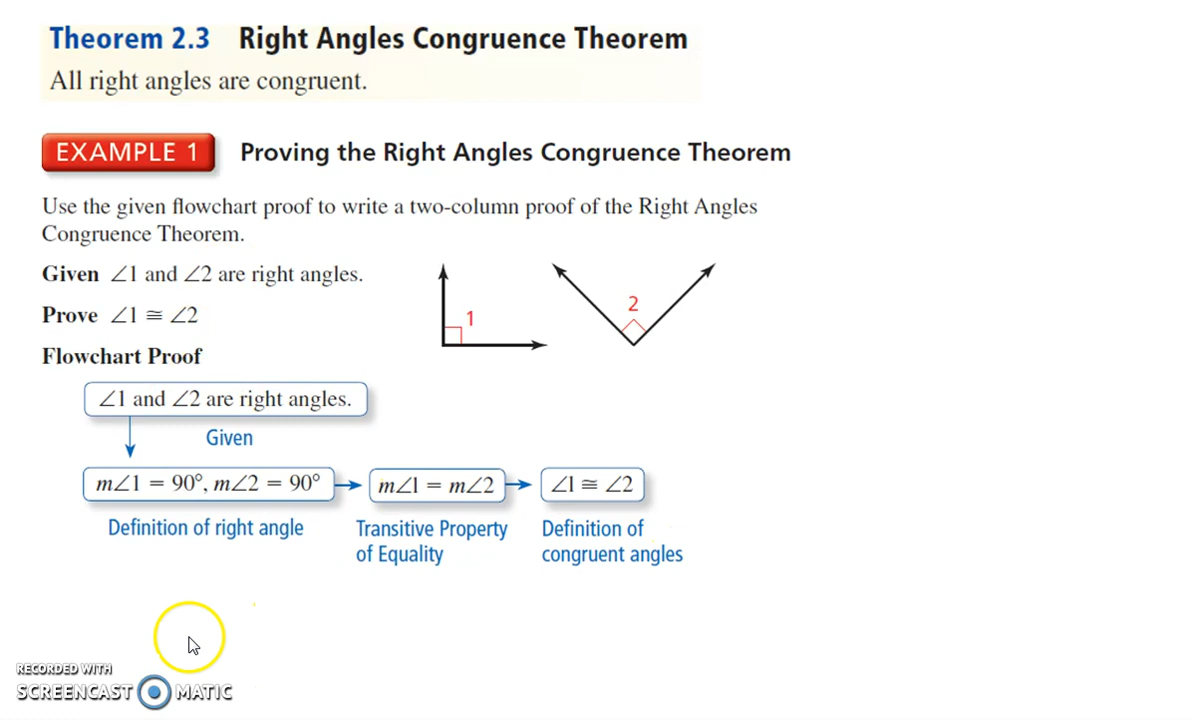 Theorem 2.3 Right Angles Congruence Theorem
All right angles are congruent.
EXAMPLE 1 Proving the Right Angles Congruence Theorem
Use the given flowchart proof to write a two-column proof of the Right Angles
Congruence Theorem.
Given ∠1 and ∠2 are right angles.
Prove ∠1 ≅ ∠2
1
2
Flowchart Proof
∠1 and ∠2 are right angles.
Given
m∠1 = 90°, m∠2 = 90°
m∠1 = m∠2
∠1 ≅ ∠2
Definition of right angle
Transitive Property
of Equality
Definition of
congruent angles
RECORDED WITH
SCREENCAST MATIC